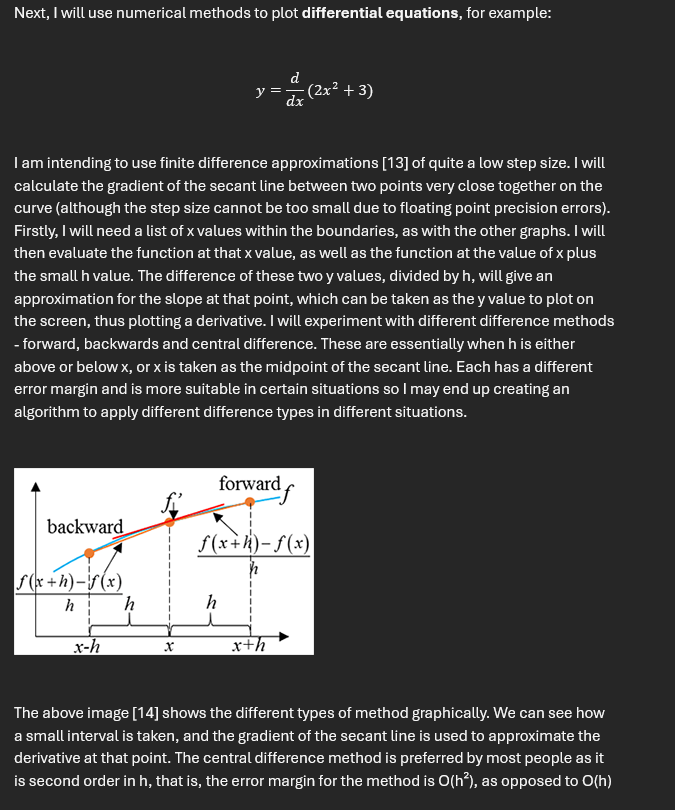 Next, I will use numerical methods to plot differential equations, for example:
y = d/dx (2x² + 3)
I am intending to use finite difference approximations [13] of quite a low step size. I will
calculate the gradient of the secant line between two points very close together on the
curve (although the step size cannot be too small due to floating point precision errors).
Firstly, I will need a list of x values within the boundaries, as with the other graphs. I will
then evaluate the function at that x value, as well as the function at the value of x plus
the small h value. The difference of these two y values, divided by h, will give an
approximation for the slope at that point, which can be taken as the y value to plot on
the screen, thus plotting a derivative. I will experiment with different difference methods
- forward, backwards and central difference. These are essentially when h is either
above or below x, or x is taken as the midpoint of the secant line. Each has a different
error margin and is more suitable in certain situations so I may end up creating an
algorithm to apply different difference types in different situations.
forward
f
f'
backward
f(x+h)−f(x)
h
f(x+h)−f(x)
h
h
h
x-h
x
x+h
The above image [14] shows the different types of method graphically. We can see how
a small interval is taken, and the gradient of the secant line is used to approximate the
derivative at that point. The central difference method is preferred by most people as it
is second order in h, that is, the error margin for the method is O(h²), as opposed to O(h)